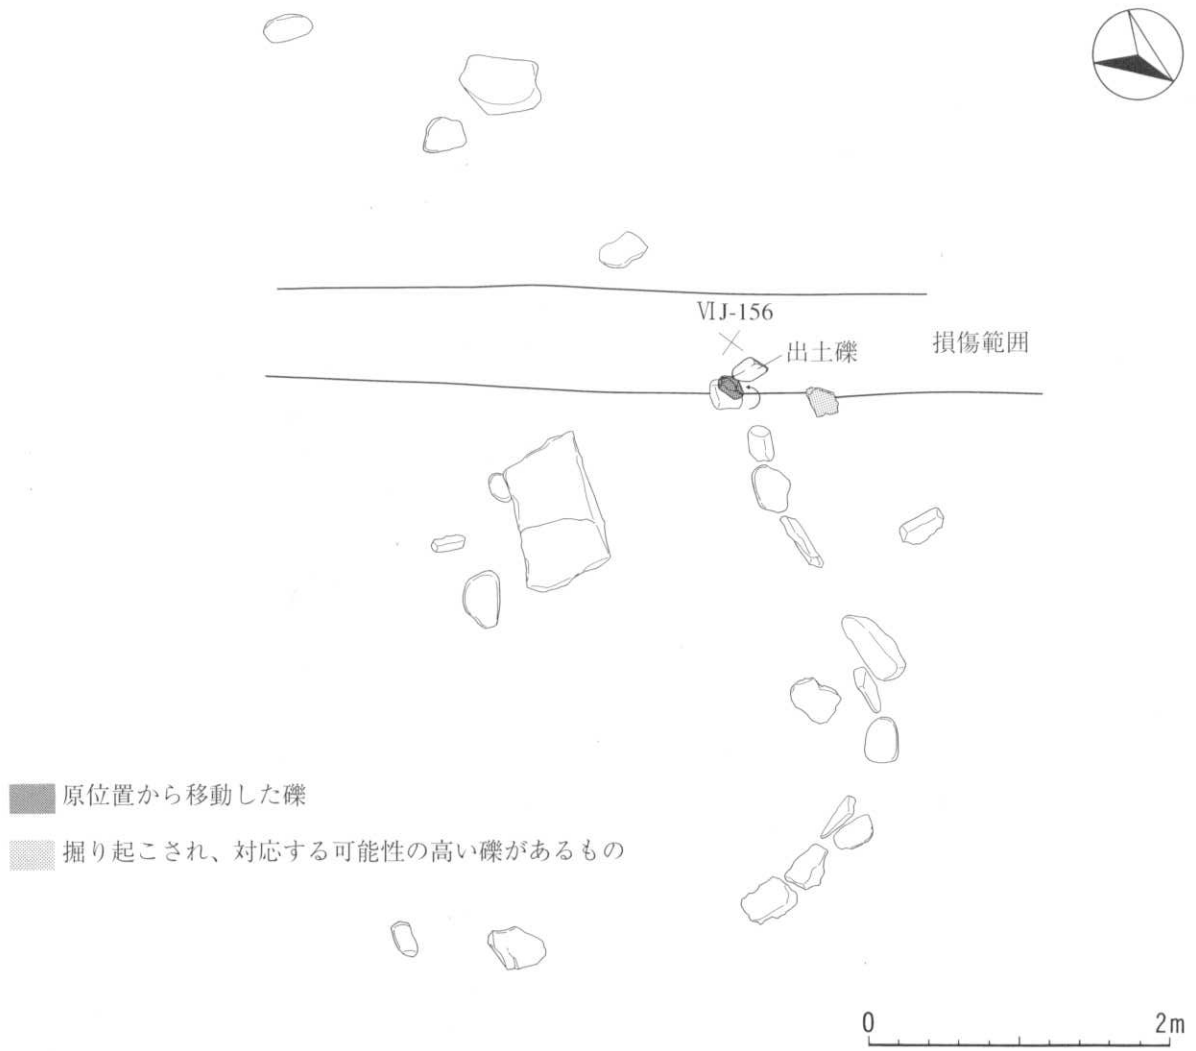 ⅥJ-156
出土礫
損傷範囲
原位置から移動した礫
掘り起こされ、対応する可能性の高い礫があるもの
0 2m